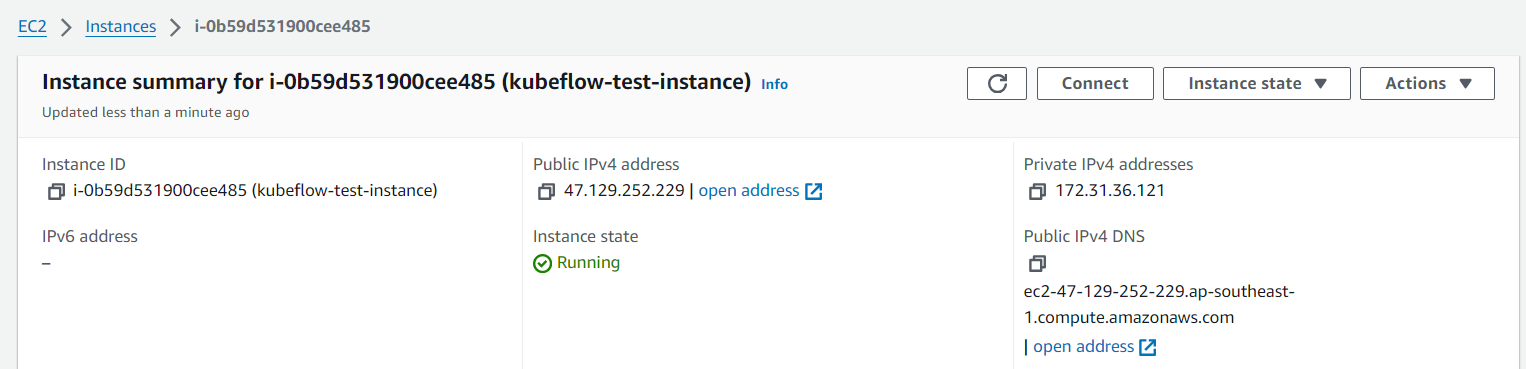 EC2 > Instances > i-0b59d531900cee485
Instance summary for i-0b59d531900cee485 (kubeflow-test-instance) Info
Updated less than a minute ago
Connect
Instance state
Actions
Instance ID
i-0b59d531900cee485 (kubeflow-test-instance)
Public IPv4 address
47.129.252.229 | open address
Private IPv4 addresses
172.31.36.121
IPv6 address
–
Instance state
Running
Public IPv4 DNS
ec2-47-129-252-229.ap-southeast-
1.compute.amazonaws.com
| open address